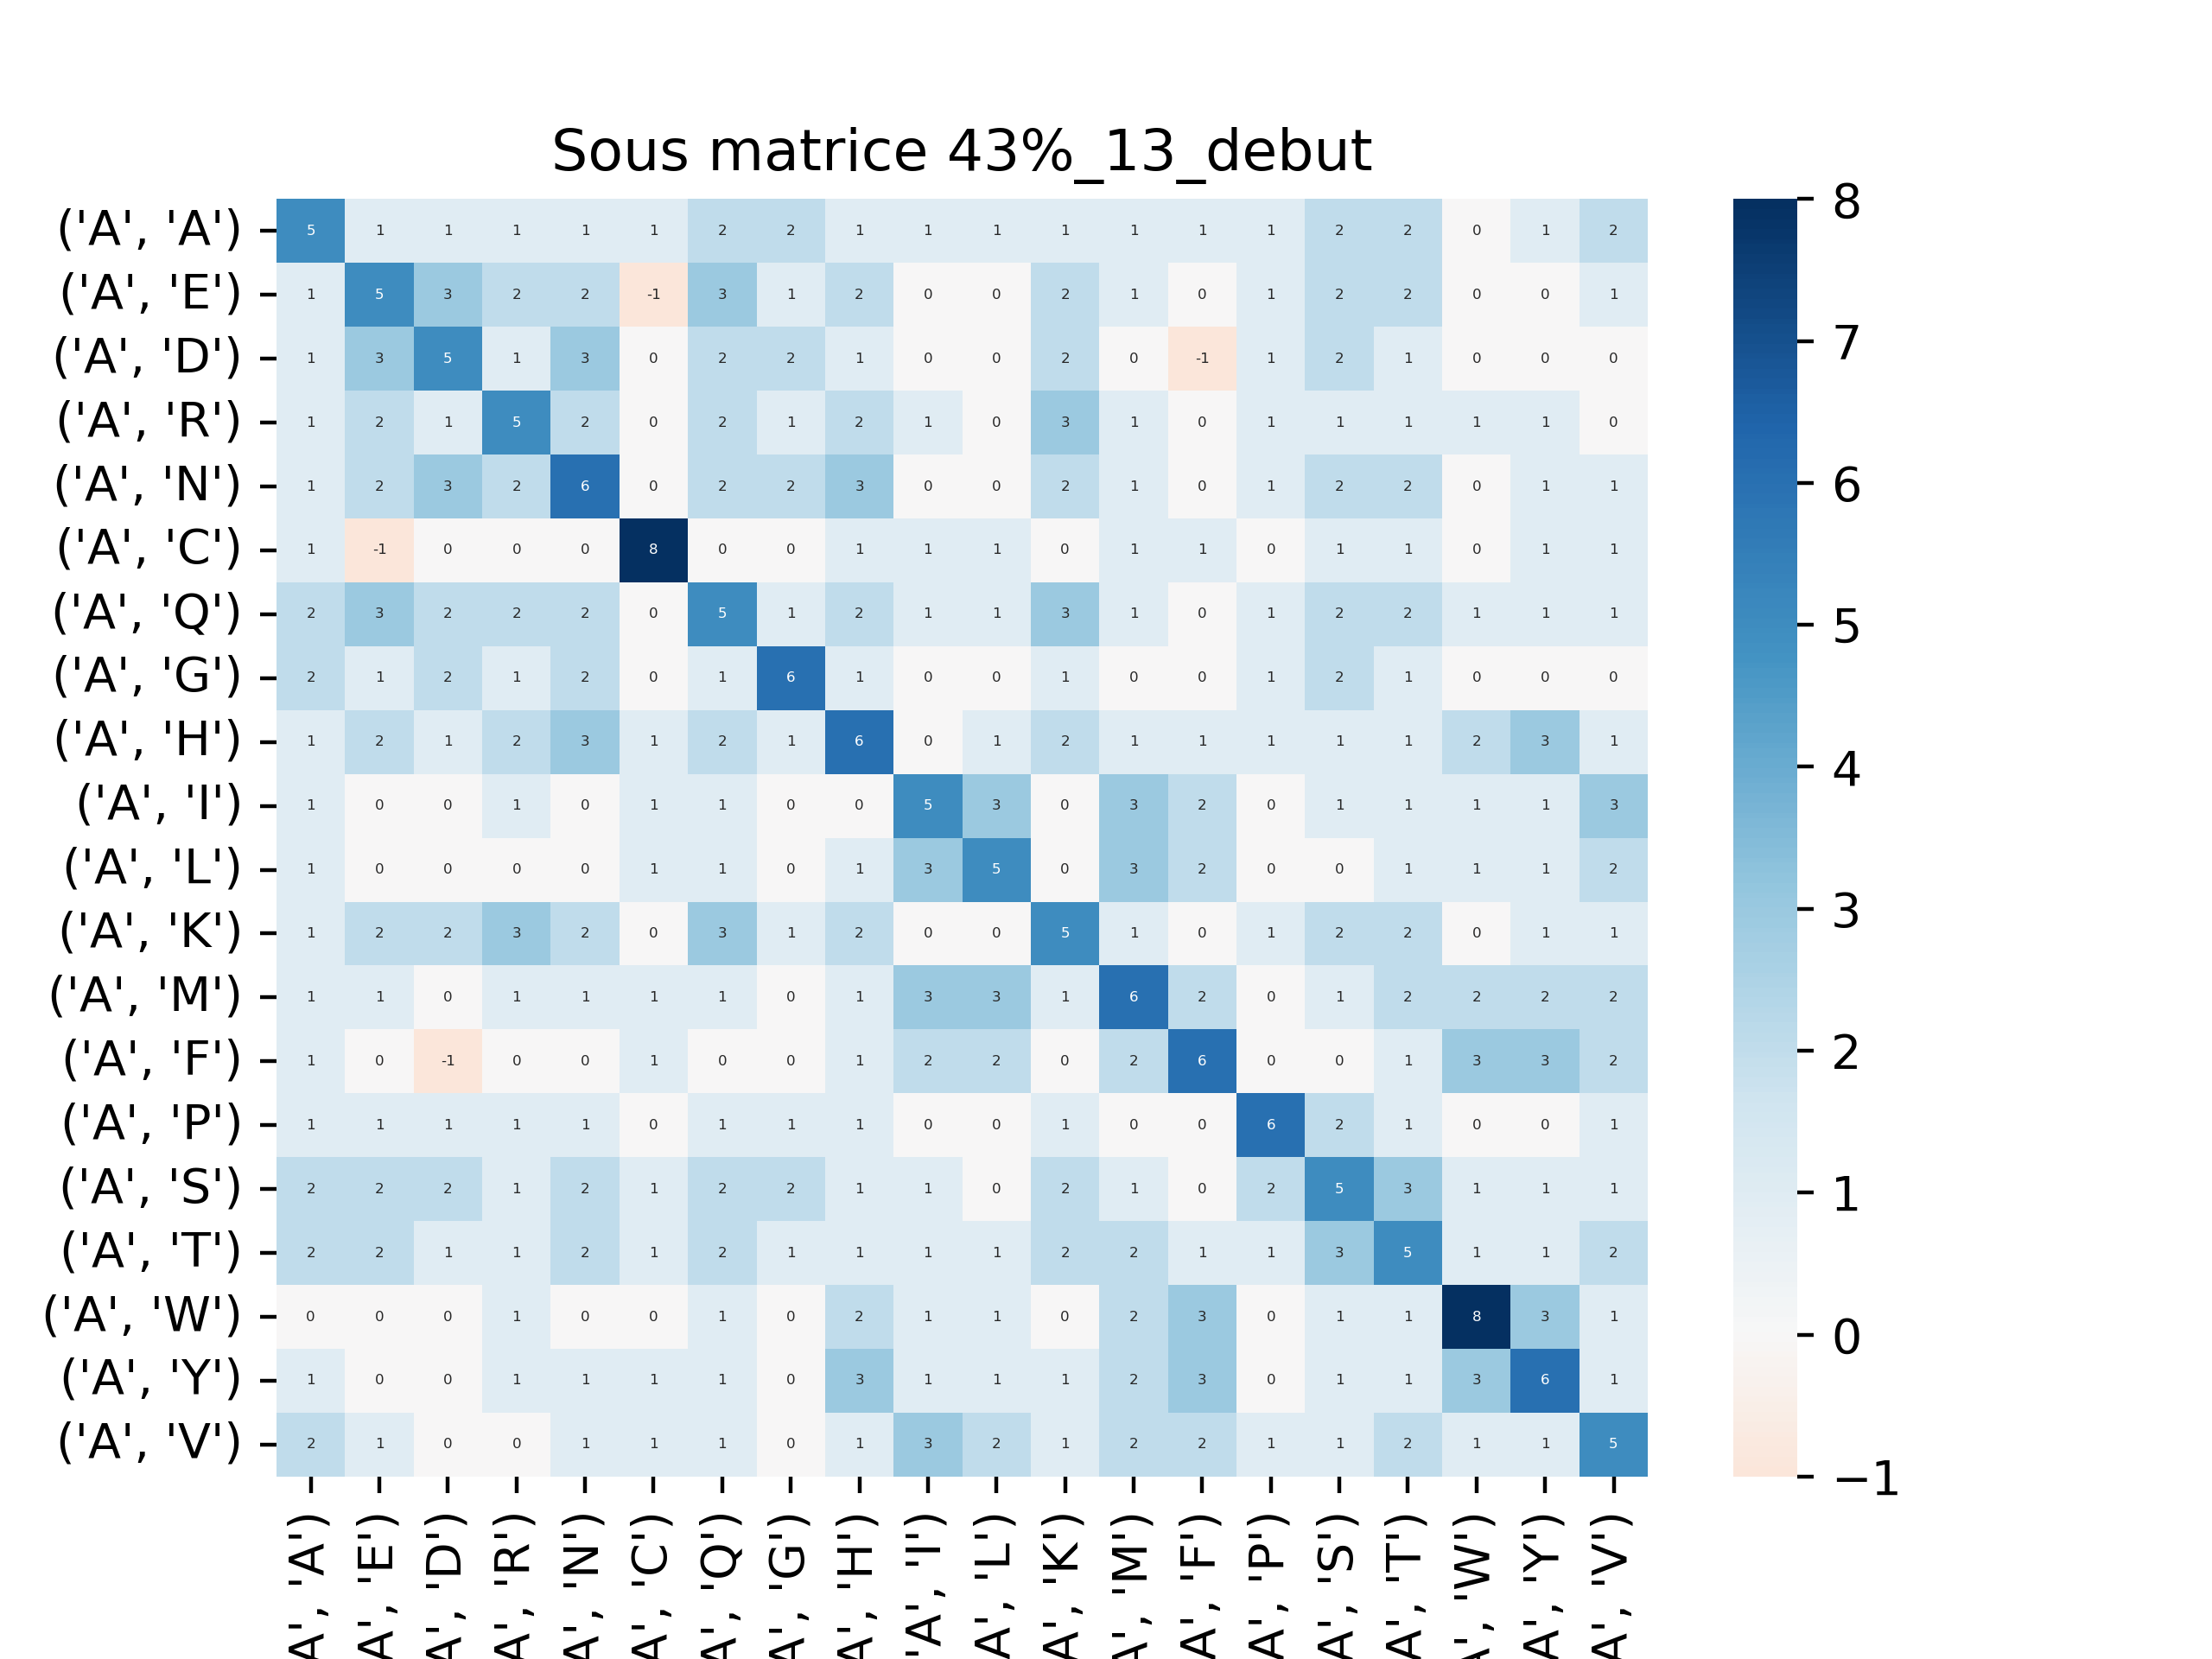 Sous matrice 43%_13_debut
('A', 'A') 5 1 1 1 1 1 2 2 1 1 1 1 1 1 1 2 2 0 1 2
('A', 'E') 1 5 3 2 2 -1 3 1 2 0 0 2 1 0 1 2 2 0 0 1
('A', 'D') 1 3 5 1 3 0 2 2 1 0 0 2 0 -1 1 2 1 0 0 0
('A', 'R') 1 2 1 5 2 0 2 1 2 1 0 3 1 0 1 1 1 1 1 0
('A', 'N') 1 2 3 2 6 0 2 2 3 0 0 2 1 0 1 2 2 0 1 1
('A', 'C') 1 -1 0 0 0 8 0 0 1 1 1 0 1 1 0 1 1 0 1 1
('A', 'Q') 2 3 2 2 2 0 5 1 2 1 1 3 1 0 1 2 2 1 1 1
('A', 'G') 2 1 2 1 2 0 1 6 1 0 0 1 0 0 1 2 1 0 0 0
('A', 'H') 1 2 1 2 3 1 2 1 6 0 1 2 1 1 1 1 1 2 3 1
('A', 'I') 1 0 0 1 0 1 1 0 0 5 3 0 3 2 0 1 1 1 1 3
('A', 'L') 1 0 0 0 0 1 1 0 1 3 5 0 3 2 0 0 1 1 1 2
('A', 'K') 1 2 2 3 2 0 3 1 2 0 0 5 1 0 1 2 2 0 1 1
('A', 'M') 1 1 0 1 1 1 1 0 1 3 3 1 6 2 0 1 2 2 2 2
('A', 'F') 1 0 -1 0 0 1 0 0 1 2 2 0 2 6 0 0 1 3 3 2
('A', 'P') 1 1 1 1 1 0 1 1 1 0 0 1 0 0 6 2 1 0 0 1
('A', 'S') 2 2 2 1 2 1 2 2 1 1 0 2 1 0 2 5 3 1 1 1
('A', 'T') 2 2 1 1 2 1 2 1 1 1 1 2 2 1 1 3 5 1 1 2
('A', 'W') 0 0 0 1 0 0 1 0 2 1 1 0 2 3 0 1 1 8 3 1
('A', 'Y') 1 0 0 1 1 1 1 0 3 1 1 1 2 3 0 1 1 3 6 1
('A', 'V') 2 1 0 0 1 1 1 0 1 3 2 1 2 2 1 1 2 1 1 5
A', 'A')
A', 'E')
A', 'D')
A', 'R')
A', 'N')
A', 'C')
A', 'Q')
A', 'G')
A', 'H')
'A', 'I')
A', 'L')
A', 'K')
A', 'M')
A', 'F')
A', 'P')
A', 'S')
A', 'T')
A', 'W')
A', 'Y')
A', 'V')
8
7
6
5
4
3
2
1
0
−1